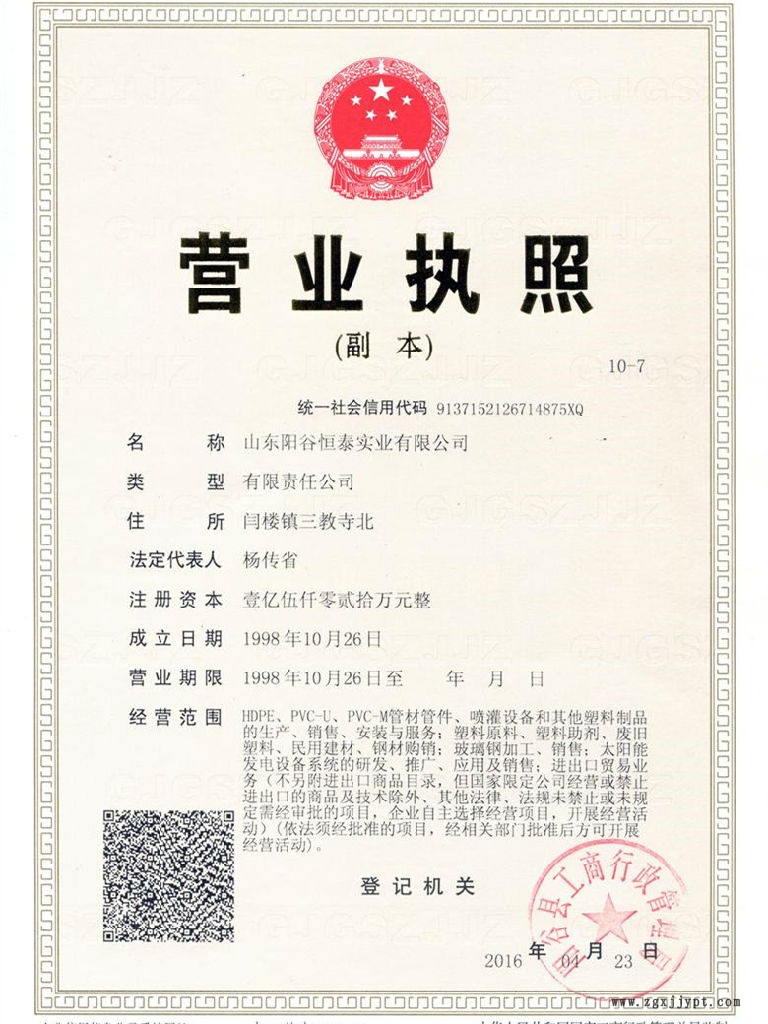 营业执照
(副 本)
10-7
统一社会信用代码 9137152126714875XQ
名称 山东阳谷恒泰实业有限公司
类型 有限责任公司
住所 闫楼镇三教寺北
法定代表人 杨传省
注册资本 壹亿伍仟零贰拾万元整
成立日期 1998年10月26日
营业期限 1998年10月26日至 年 月 日
经营范围 HDPE、PVC-U、PVC-M管材管件、喷灌设备和其他塑料制品
的生产、销售、安装与服务；塑料原料、塑料助剂、废旧
塑料、民用建材、钢材购销；玻璃钢加工、销售；太阳能
发电设备系统的研发、推广、应用及销售；进出口贸易业
务（不另附进出口商品目录，但国家限定公司经营或禁止
进出口的商品及技术除外、其他法律、法规未禁止或未规
定需经审批的项目，企业自主选择经营项目，开展经营活
动）(依法须经批准的项目，经相关部门批准后方可开展
经营活动)。
登记机关
阳谷县工商行政管理局
2016 年 04 月 23 日
www.zgxjjypt.com